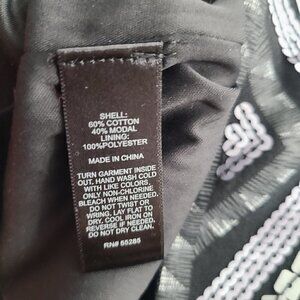 SHELL:
60% COTTON
40% MODAL
LINING:
100%POLYESTER
MADE IN CHINA
TURN GARMENT INSIDE
OUT. HAND WASH COLD
WITH LIKE COLORS,
ONLY NON-CHLORINE
BLEACH WHEN NEEDED.
DO NOT TWIST OR
WRING. LAY FLAT TO
DRY. COOL IRON ON
REVERSE IF NEEDED.
DO NOT DRY CLEAN.
RN# 65285